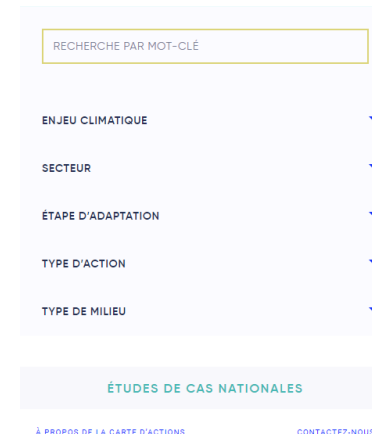 RECHERCHE PAR MOT-CLÉ
ENJEU CLIMATIQUE
SECTEUR
ÉTAPE D'ADAPTATION
TYPE D'ACTION
TYPE DE MILIEU
ÉTUDES DE CAS NATIONALES
À PROPOS DE LA CARTE D'ACTIONS CONTACTEZ-NOUS